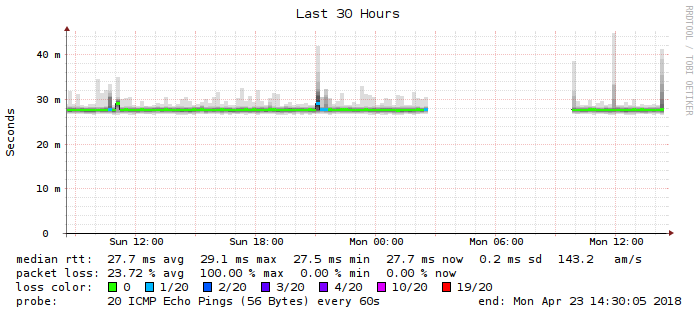 Last 30 Hours
RRDTOOL / TOBI OETIKER
Seconds
40 m
30 m
20 m
10 m
0
Sun 12:00 Sun 18:00 Mon 00:00 Mon 06:00 Mon 12:00
median rtt: 27.7 ms avg 29.1 ms max 27.5 ms min 27.7 ms now 0.2 ms sd 143.2 am/s
packet loss: 23.72 % avg 100.00 % max 0.00 % min 0.00 % now
loss color: 0 1/20 2/20 3/20 4/20 10/20 19/20
probe: 20 ICMP Echo Pings (56 Bytes) every 60s end: Mon Apr 23 14:30:05 2018